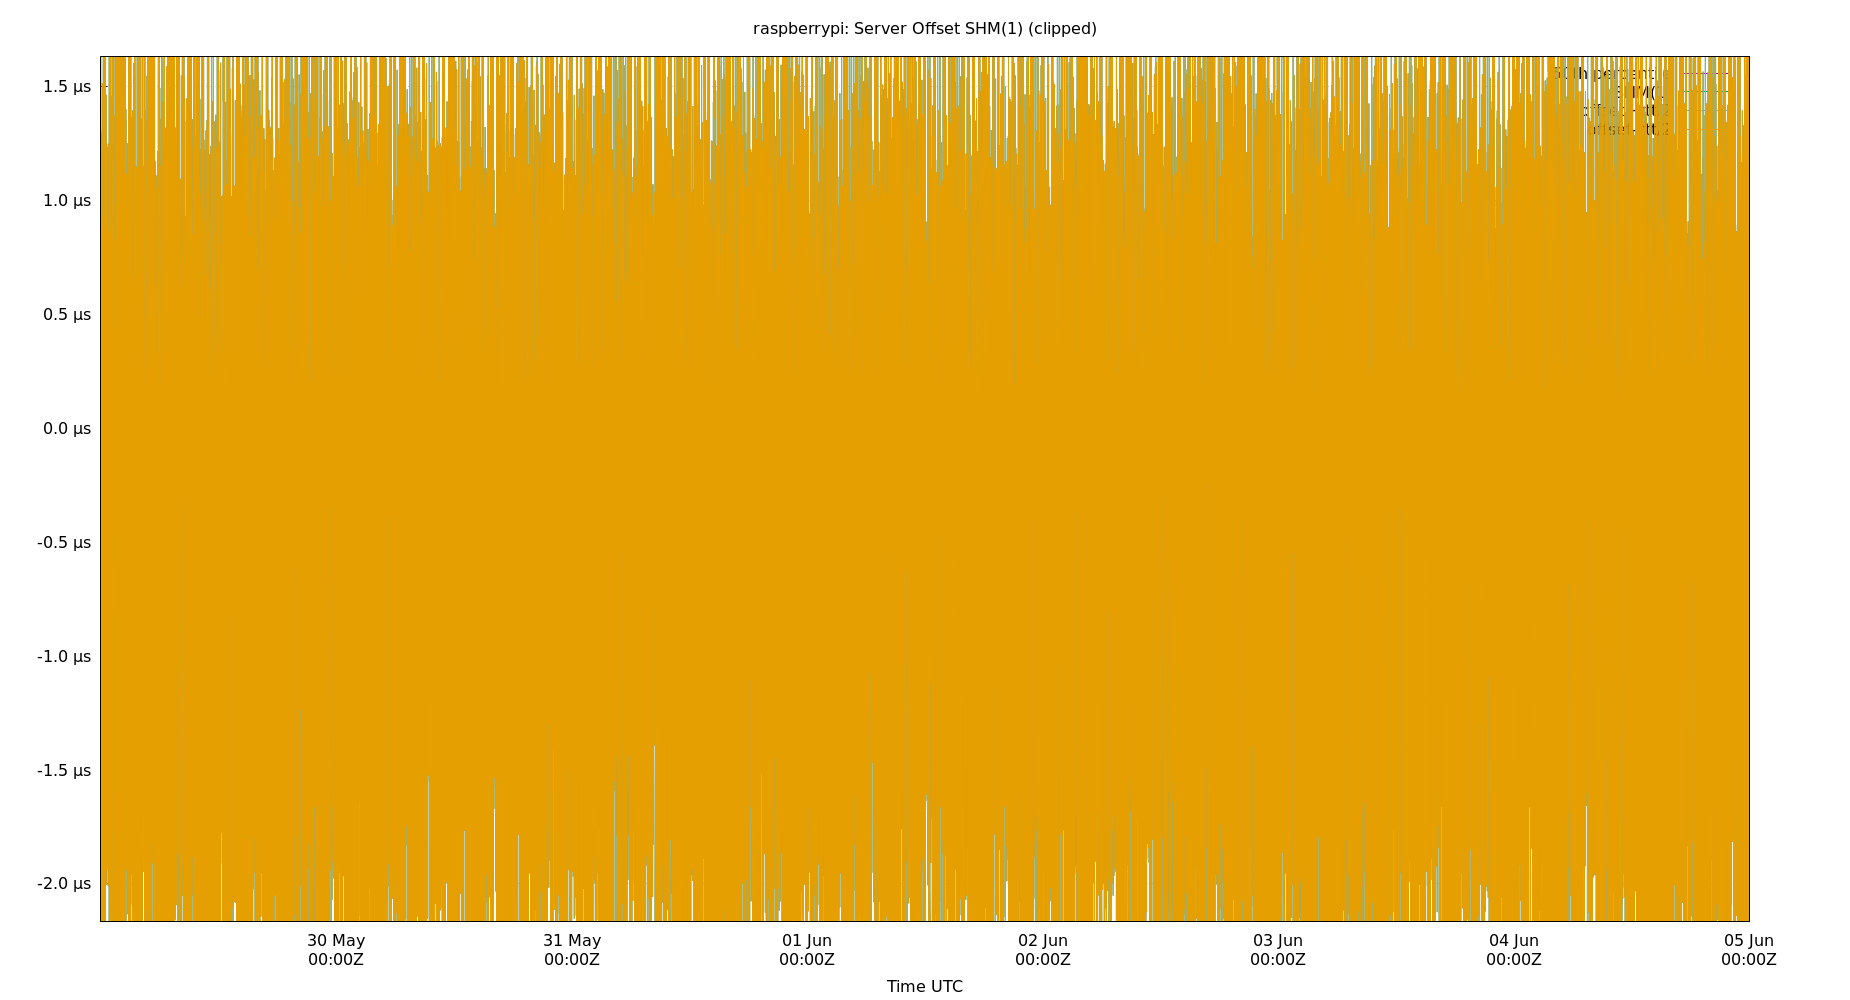 raspberrypi: Server Offset SHM(1) (clipped)
1.5 µs
1.0 µs
0.5 µs
0.0 µs
-0.5 µs
-1.0 µs
-1.5 µs
-2.0 µs
30 May 31 May 01 Jun 02 Jun 03 Jun 04 Jun 05 Jun
00:00Z 00:00Z 00:00Z 00:00Z 00:00Z 00:00Z 00:00Z
Time UTC